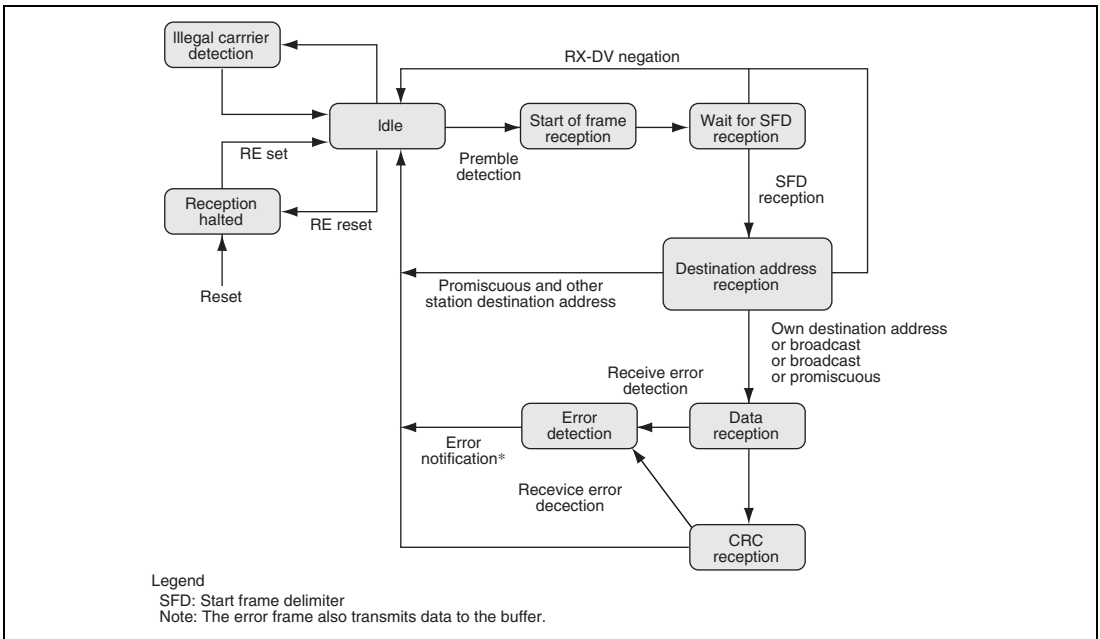 Illegal carrrier
detection
RX-DV negation
Idle
Start of frame
reception
Wait for SFD
reception
RE set
Premble
detection
SFD
reception
Reception
halted
RE reset
Destination address
reception
Reset
Promiscuous and other
station destination address
Own destination address
or broadcast
or broadcast
or promiscuous
Receive error
detection
Error
detection
Data
reception
Error
notification*
Recevice error
decection
CRC
reception
Legend
SFD: Start frame delimiter
Note: The error frame also transmits data to the buffer.